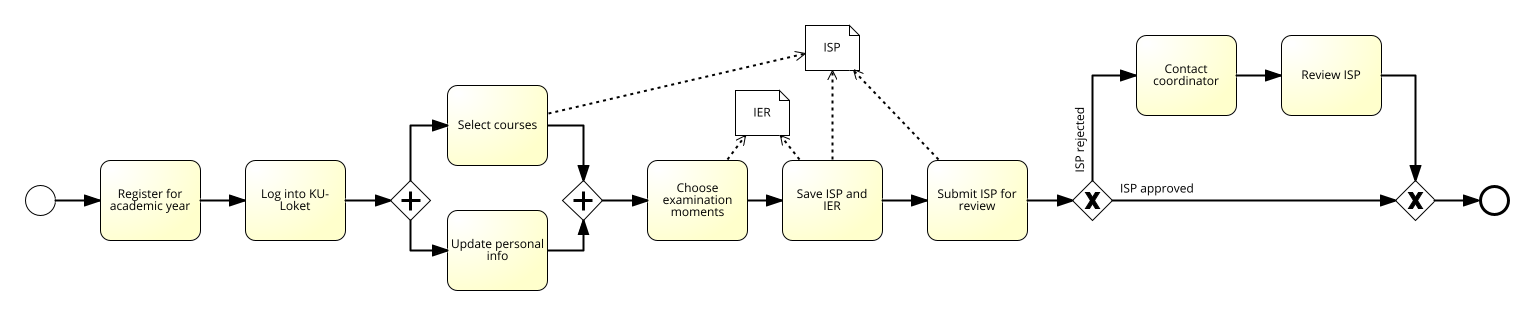 Register for
academic year
Log into KU-
Loket
Select courses
Update personal
info
ISP
IER
Choose
examination
moments
Save ISP and
IER
Submit ISP for
review
ISP rejected
ISP approved
Contact
coordinator
Review ISP